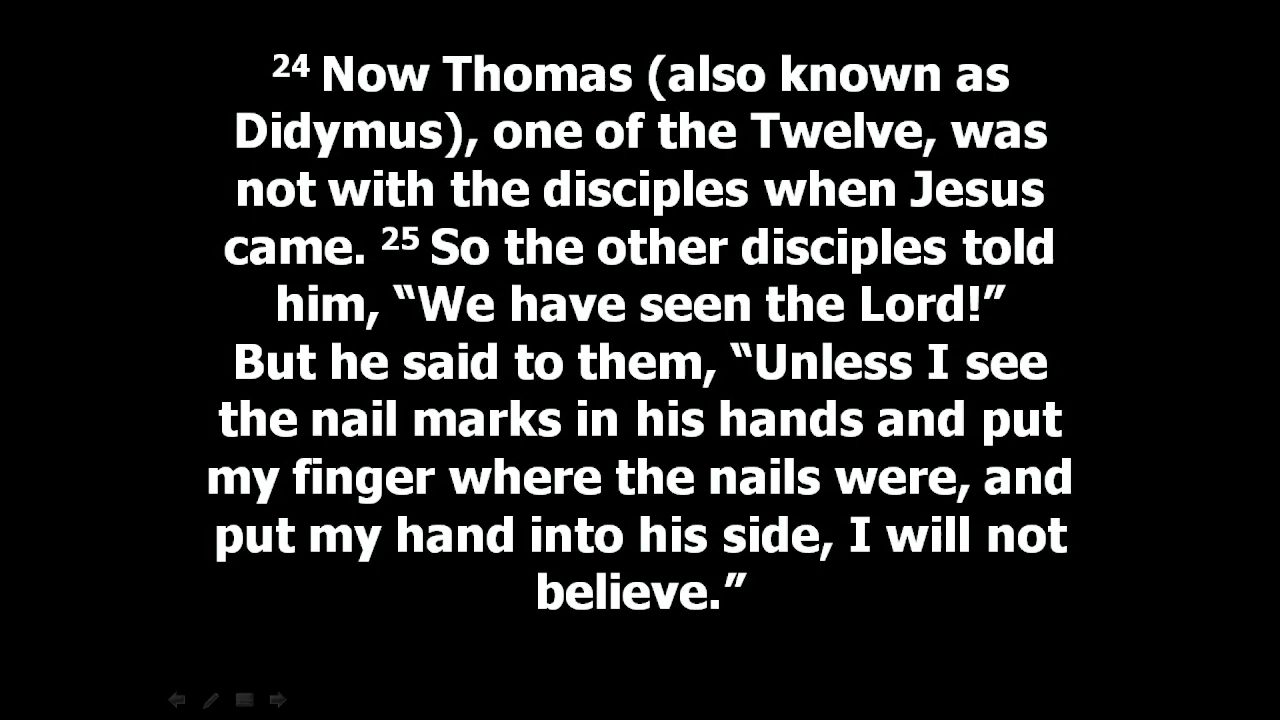 24 Now Thomas (also known as
Didymus), one of the Twelve, was
not with the disciples when Jesus
came. 25 So the other disciples told
him, “We have seen the Lord!”
But he said to them, “Unless I see
the nail marks in his hands and put
my finger where the nails were, and
put my hand into his side, I will not
believe.”